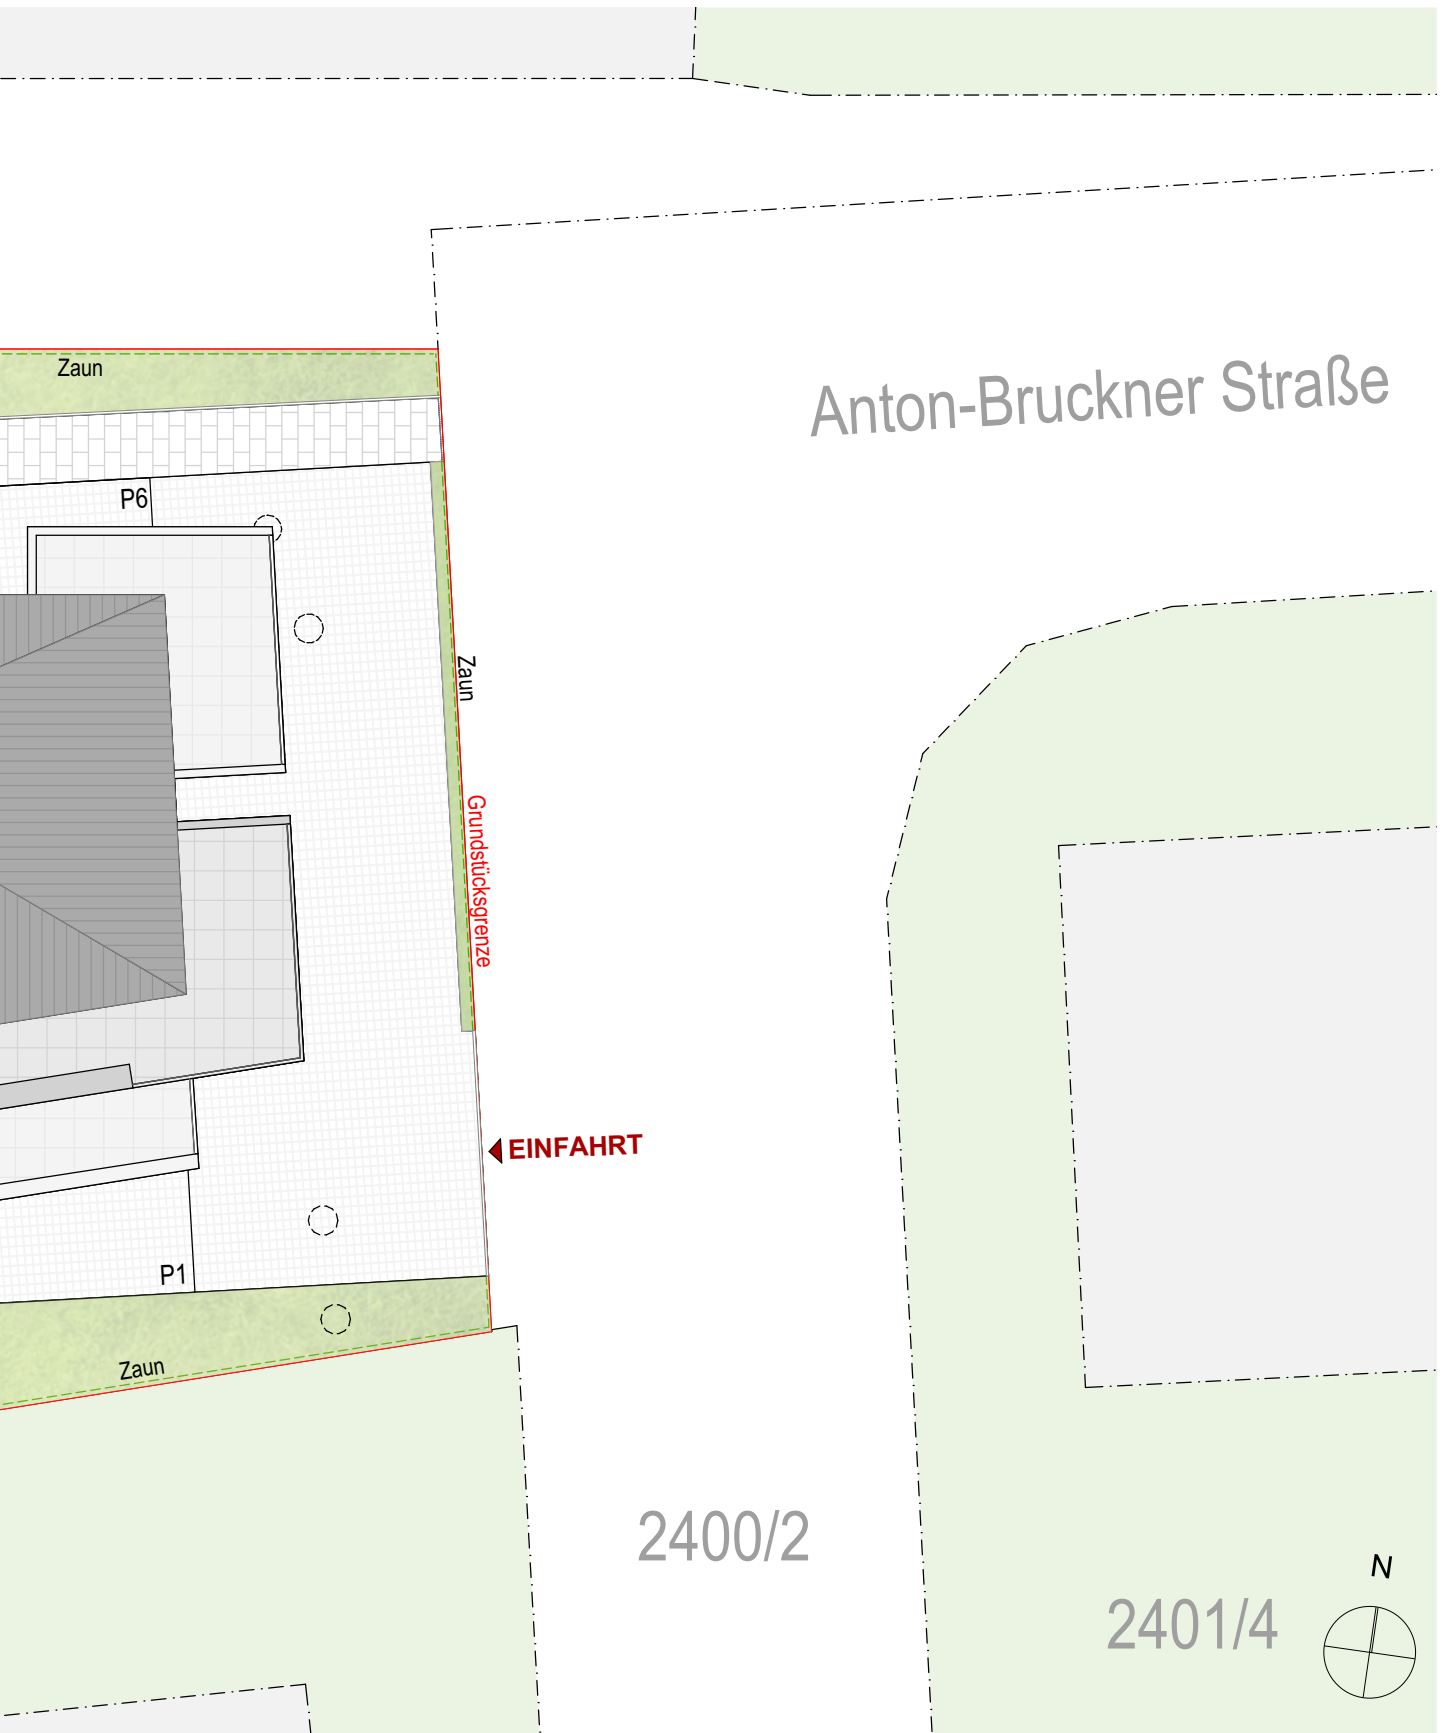 Zaun
Anton-Bruckner Straße
P6
Zaun
Grundstücksgrenze
EINFAHRT
P1
Zaun
2400/2
N
2401/4